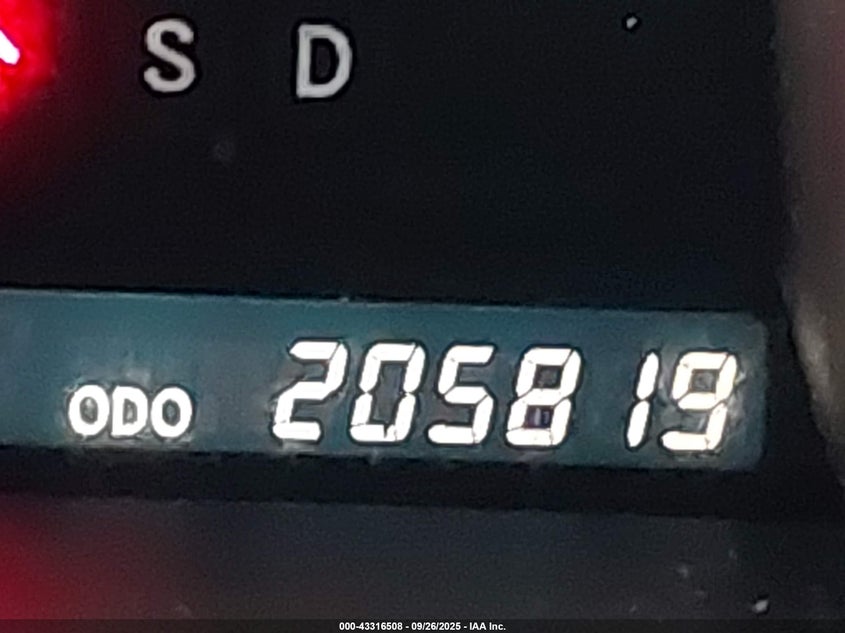 S D
ODO 205819
000-43316508 - 09/26/2025 - IAA Inc.